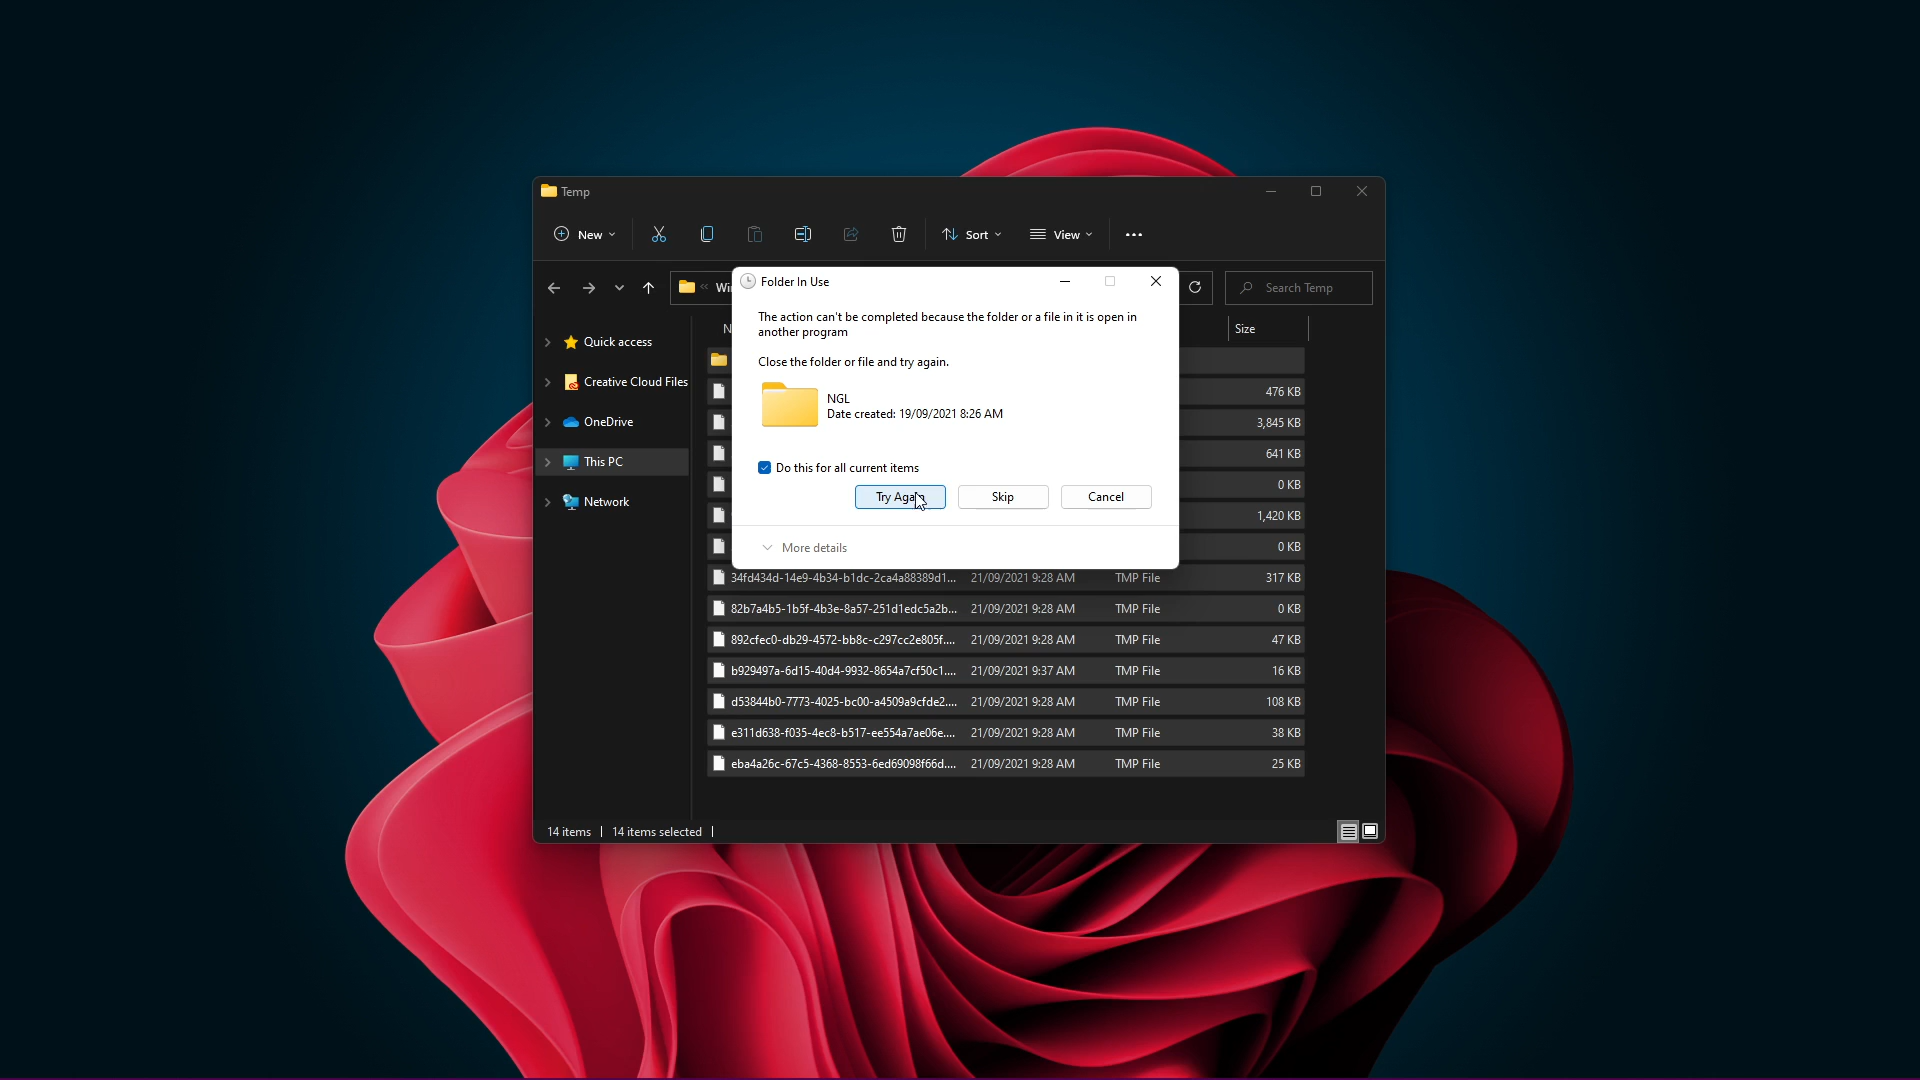 Temp
New
Sort
View
Search Temp
Folder In Use
The action can't be completed because the folder or a file in it is open in
another program
Close the folder or file and try again.
NGL
Date created: 19/09/2021 8:26 AM
Do this for all current items
Try Again
Skip
Cancel
More details
Quick access
Creative Cloud Files
OneDrive
This PC
Network
Size
476 KB
3,845 KB
641 KB
0 KB
1,420 KB
0 KB
34fd434d-14e9-4b34-b1dc-2ca4a88389d1... 21/09/2021 9:28 AM TMP File 317 KB
82b7a4b5-1b5f-4b3e-8a57-251d1edc5a2b... 21/09/2021 9:28 AM TMP File 0 KB
892cfec0-db29-4572-bb8c-c297cc2e805f.... 21/09/2021 9:28 AM TMP File 47 KB
b929497a-6d15-40d4-9932-8654a7cf50c1.... 21/09/2021 9:37 AM TMP File 16 KB
d53844b0-7773-4025-bc00-a4509a9cfde2.... 21/09/2021 9:28 AM TMP File 108 KB
e311d638-f035-4ec8-b517-ee554a7ae06e.... 21/09/2021 9:28 AM TMP File 38 KB
eba4a26c-67c5-4368-8553-6ed69098f66d.... 21/09/2021 9:28 AM TMP File 25 KB
14 items
14 items selected